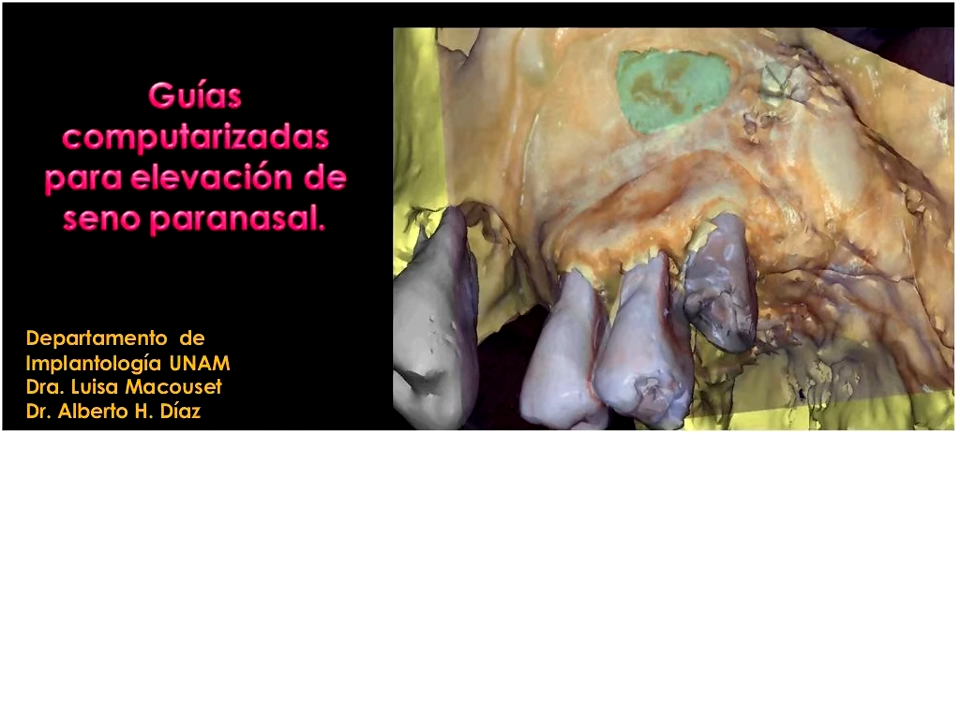 Guías
computarizadas
para elevación de
seno paranasal.
Departamento de
Implantología UNAM
Dra. Luisa Macouset
Dr. Alberto H. Díaz